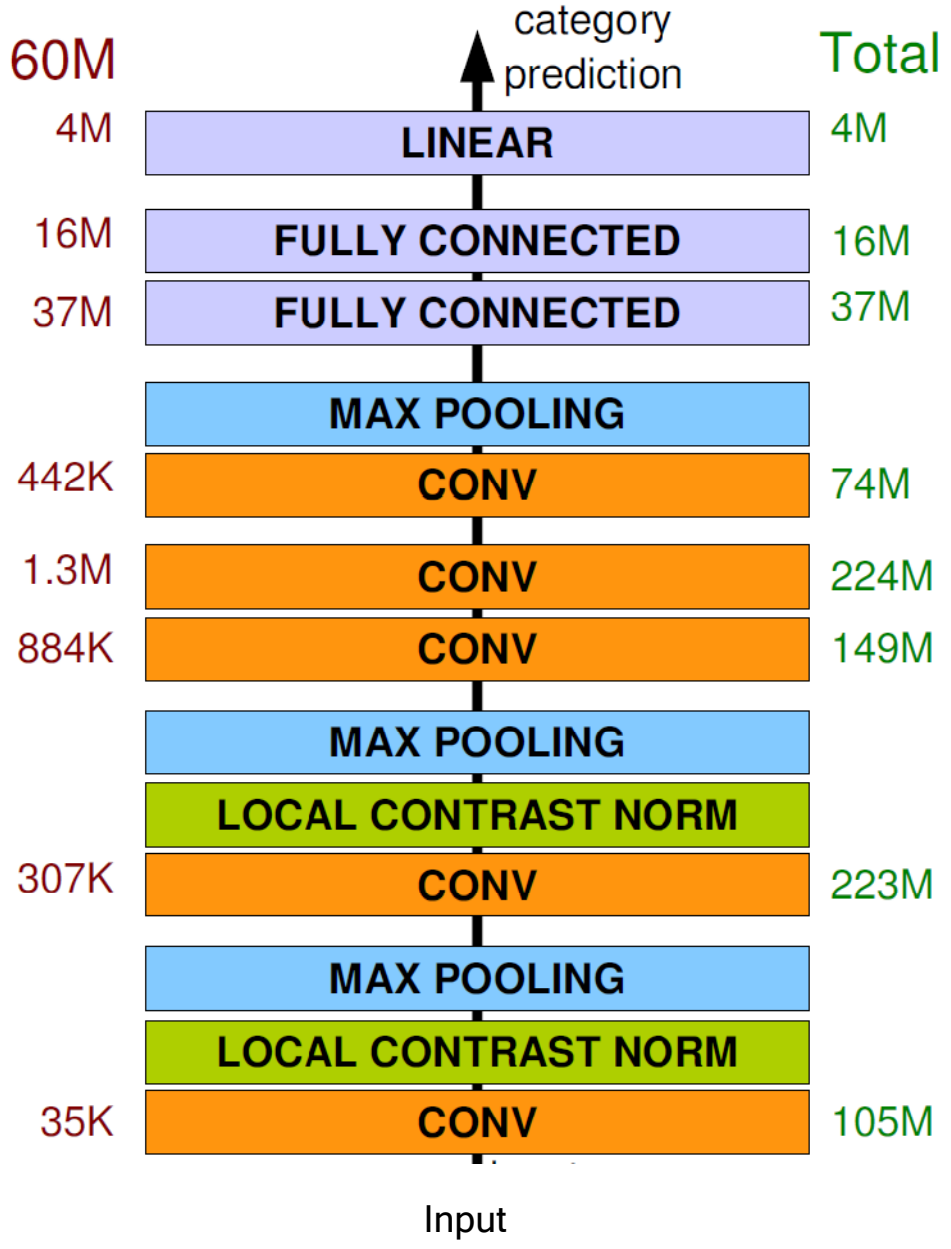 category
60M prediction Total
4M LINEAR 4M
16M FULLY CONNECTED 16M
37M FULLY CONNECTED 37M
MAX POOLING
442K CONV 74M
1.3M CONV 224M
884K CONV 149M
MAX POOLING
LOCAL CONTRAST NORM
307K CONV 223M
MAX POOLING
LOCAL CONTRAST NORM
35K CONV 105M
Input